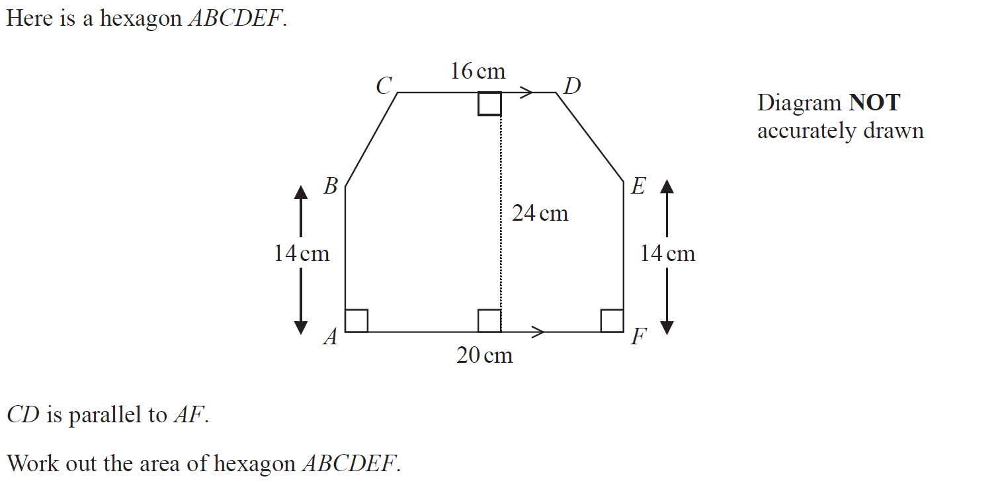 Here is a hexagon ABCDEF.
16 cm
C
D
Diagram NOT
accurately drawn
B
E
24 cm
14 cm
14 cm
A
F
20 cm
CD is parallel to AF.
Work out the area of hexagon ABCDEF.